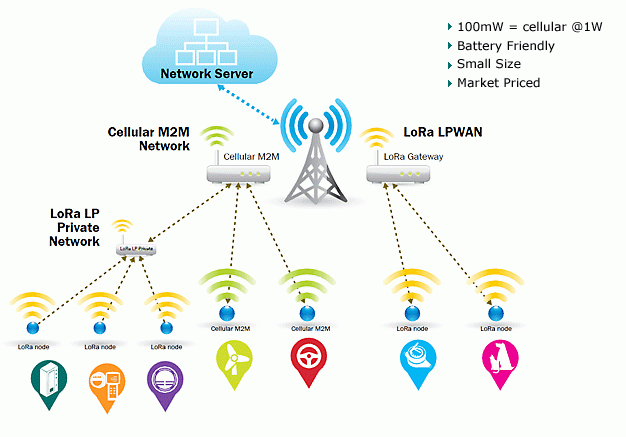 100mW = cellular @1W
Battery Friendly
Small Size
Market Priced
Network Server
Cellular M2M
Network
Cellular M2M
LoRa LPWAN
LoRa Gateway
LoRa LP
Private
Network
LoRa LP Private
LoRa node
LoRa node
LoRa node
Cellular M2M
Cellular M2M
LoRa node
LoRa node